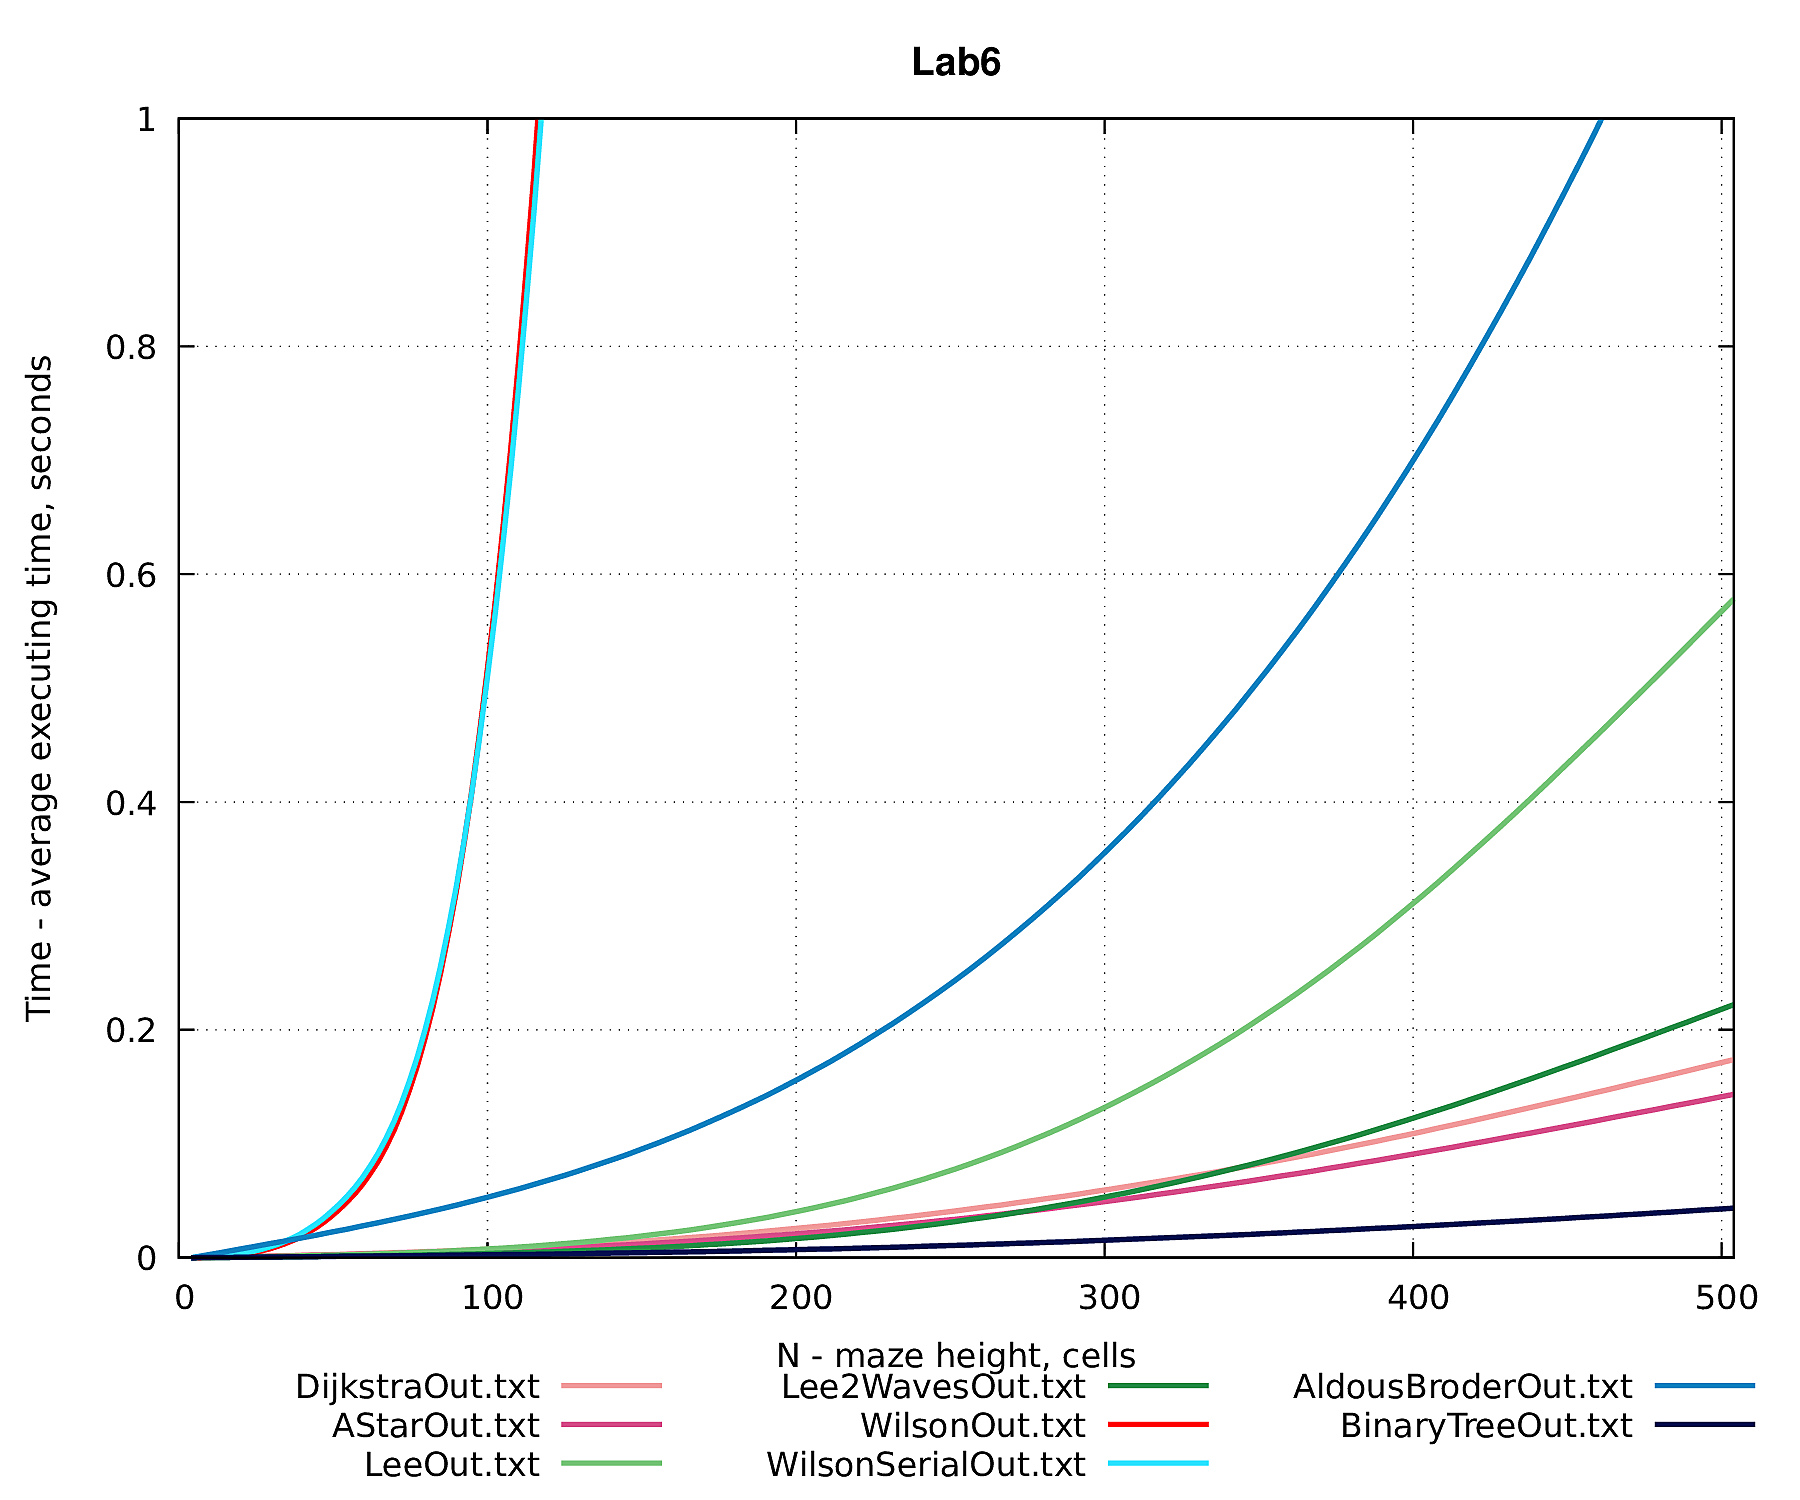 Lab6
1
0.8
0.6
0.4
0.2
0
Time - average executing time, seconds
0 100 200 300 400 500
N - maze height, cells
DijkstraOut.txt Lee2WavesOut.txt AldousBroderOut.txt
AStarOut.txt WilsonOut.txt BinaryTreeOut.txt
LeeOut.txt WilsonSerialOut.txt